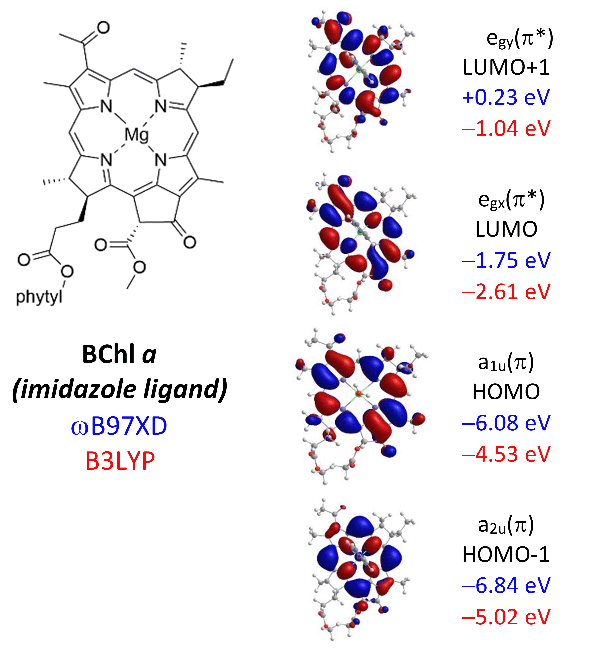 O
N
N
Mg
N
N
O
O
O
O
O
phytyl
BChl a
(imidazole ligand)
ωB97XD
B3LYP
egy(π*)
LUMO+1
+0.23 eV
−1.04 eV
egx(π*)
LUMO
−1.75 eV
−2.61 eV
a1u(π)
HOMO
−6.08 eV
−4.53 eV
a2u(π)
HOMO-1
−6.84 eV
−5.02 eV